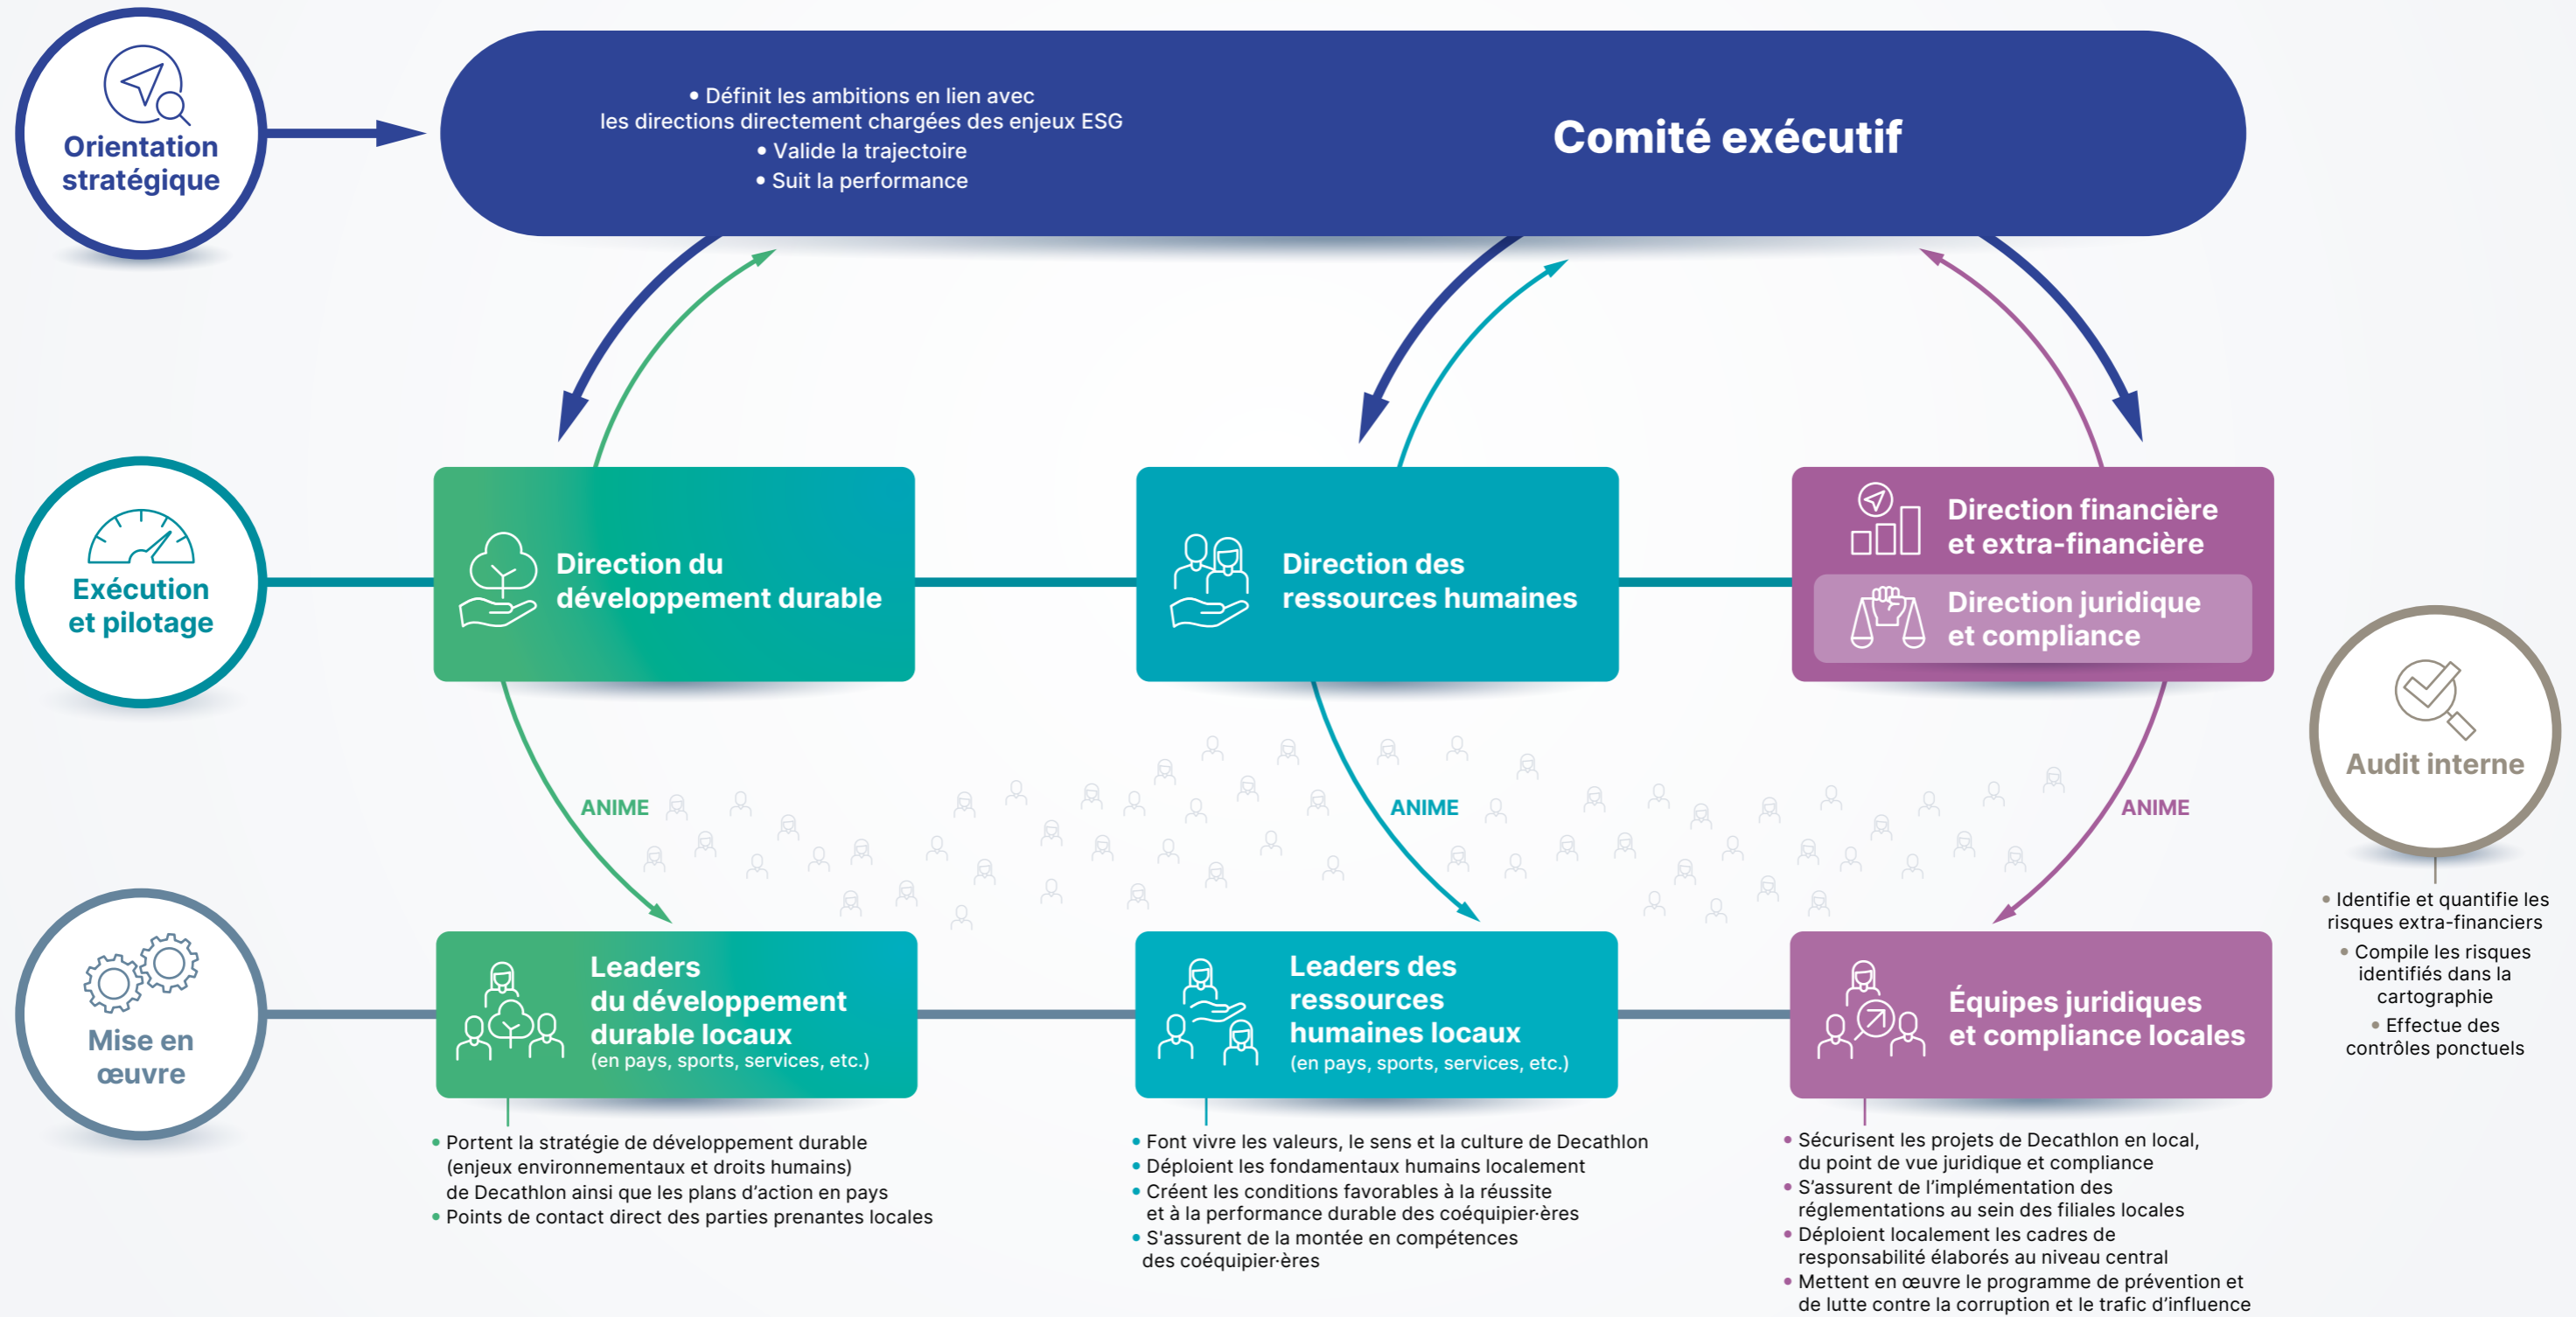 Orientation
stratégique
• Définit les ambitions en lien avec
les directions directement chargées des enjeux ESG
• Valide la trajectoire
• Suit la performance
Comité exécutif
Exécution
et pilotage
Direction du
développement durable
Direction des
ressources humaines
Direction financière
et extra-financière
Direction juridique
et compliance
ANIME
ANIME
ANIME
Audit interne
• Identifie et quantifie les
risques extra-financiers
• Compile les risques
identifiés dans la
cartographie
• Effectue des
contrôles ponctuels
Mise en
œuvre
Leaders
du développement
durable locaux
(en pays, sports, services, etc.)
Leaders des
ressources
humaines locaux
(en pays, sports, services, etc.)
Équipes juridiques
et compliance locales
• Portent la stratégie de développement durable
(enjeux environnementaux et droits humains)
de Decathlon ainsi que les plans d’action en pays
• Points de contact direct des parties prenantes locales
• Font vivre les valeurs, le sens et la culture de Decathlon
• Déploient les fondamentaux humains localement
• Créent les conditions favorables à la réussite
et à la performance durable des coéquipier·ères
• S'assurent de la montée en compétences
des coéquipier·ères
• Sécurisent les projets de Decathlon en local,
du point de vue juridique et compliance
• S’assurent de l’implémentation des
réglementations au sein des filiales locales
• Déploient localement les cadres de
responsabilité élaborés au niveau central
• Mettent en œuvre le programme de prévention et
de lutte contre la corruption et le trafic d’influence